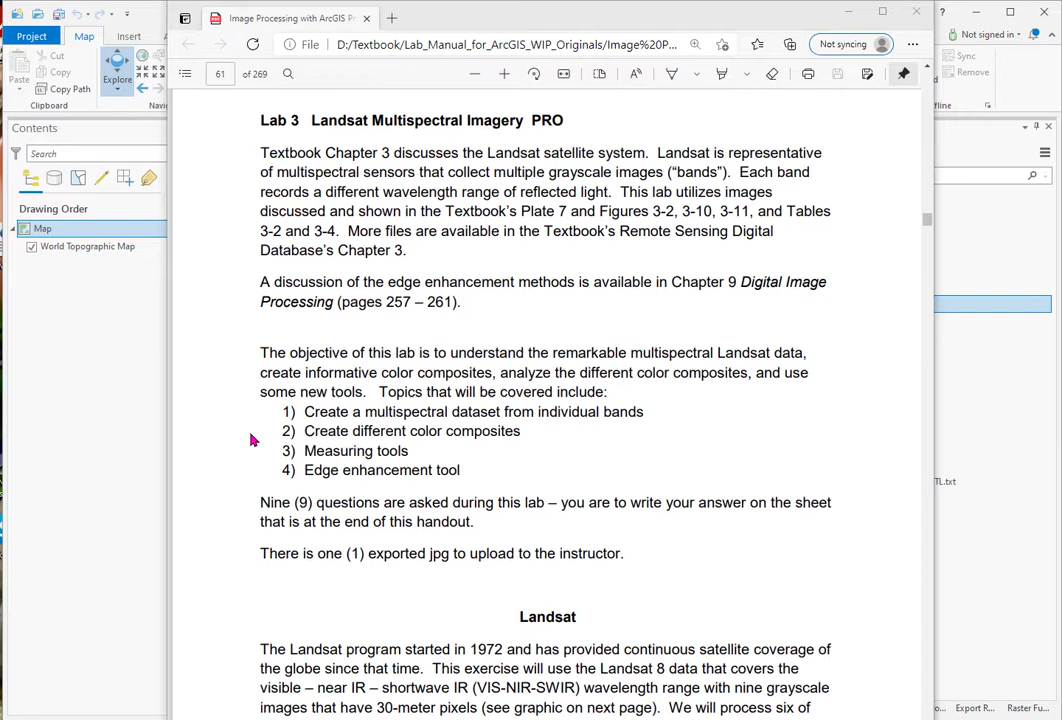 Image Processing with ArcGIS P
File D:/Textbook/Lab_Manual_for_ArcGIS_WIP_Originals/Image%20P... Not syncing
61 of 269
Project Map Insert
Not signed in
Cut
Copy
Paste
Copy Path
Explore
Clipboard
Sync
Remove
Contents
Search
Drawing Order
Map
World Topographic Map
Lab 3 Landsat Multispectral Imagery PRO
Textbook Chapter 3 discusses the Landsat satellite system. Landsat is representative
of multispectral sensors that collect multiple grayscale images (“bands”). Each band
records a different wavelength range of reflected light. This lab utilizes images
discussed and shown in the Textbook’s Plate 7 and Figures 3-2, 3-10, 3-11, and Tables
3-2 and 3-4. More files are available in the Textbook’s Remote Sensing Digital
Database’s Chapter 3.
A discussion of the edge enhancement methods is available in Chapter 9 Digital Image
Processing (pages 257 – 261).
The objective of this lab is to understand the remarkable multispectral Landsat data,
create informative color composites, analyze the different color composites, and use
some new tools. Topics that will be covered include:
1) Create a multispectral dataset from individual bands
2) Create different color composites
3) Measuring tools
4) Edge enhancement tool
Nine (9) questions are asked during this lab – you are to write your answer on the sheet
that is at the end of this handout.
There is one (1) exported jpg to upload to the instructor.
Landsat
The Landsat program started in 1972 and has provided continuous satellite coverage of
the globe since that time. This exercise will use the Landsat 8 data that covers the
visible – near IR – shortwave IR (VIS-NIR-SWIR) wavelength range with nine grayscale
images that have 30-meter pixels (see graphic on next page). We will process six of
TL.txt
Export R... Raster Fu...